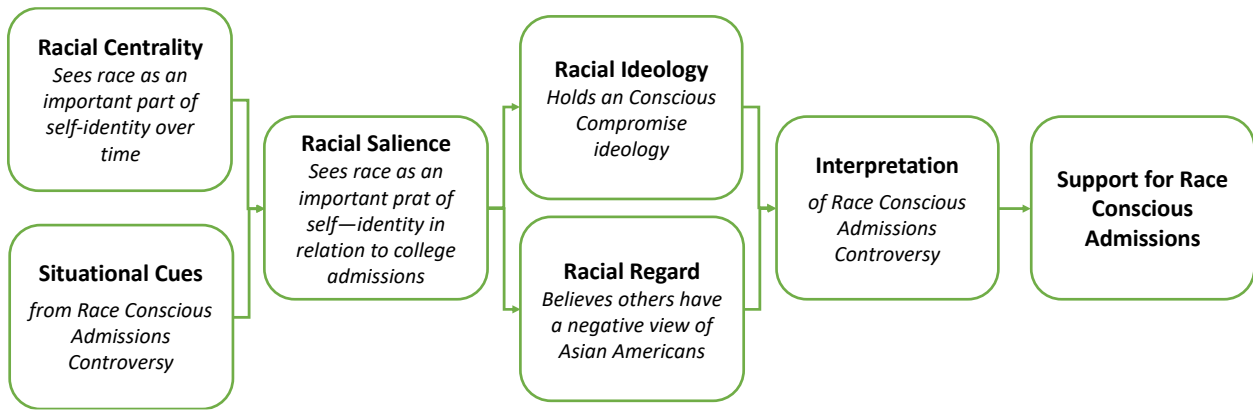 Racial Centrality
Sees race as an
important part of
self-identity over
time
Situational Cues
from Race Conscious
Admissions
Controversy
Racial Salience
Sees race as an
important prat of
self—identity in
relation to college
admissions
Racial Ideology
Holds an Conscious
Compromise
ideology
Racial Regard
Believes others have
a negative view of
Asian Americans
Interpretation
of Race Conscious
Admissions
Controversy
Support for Race
Conscious
Admissions